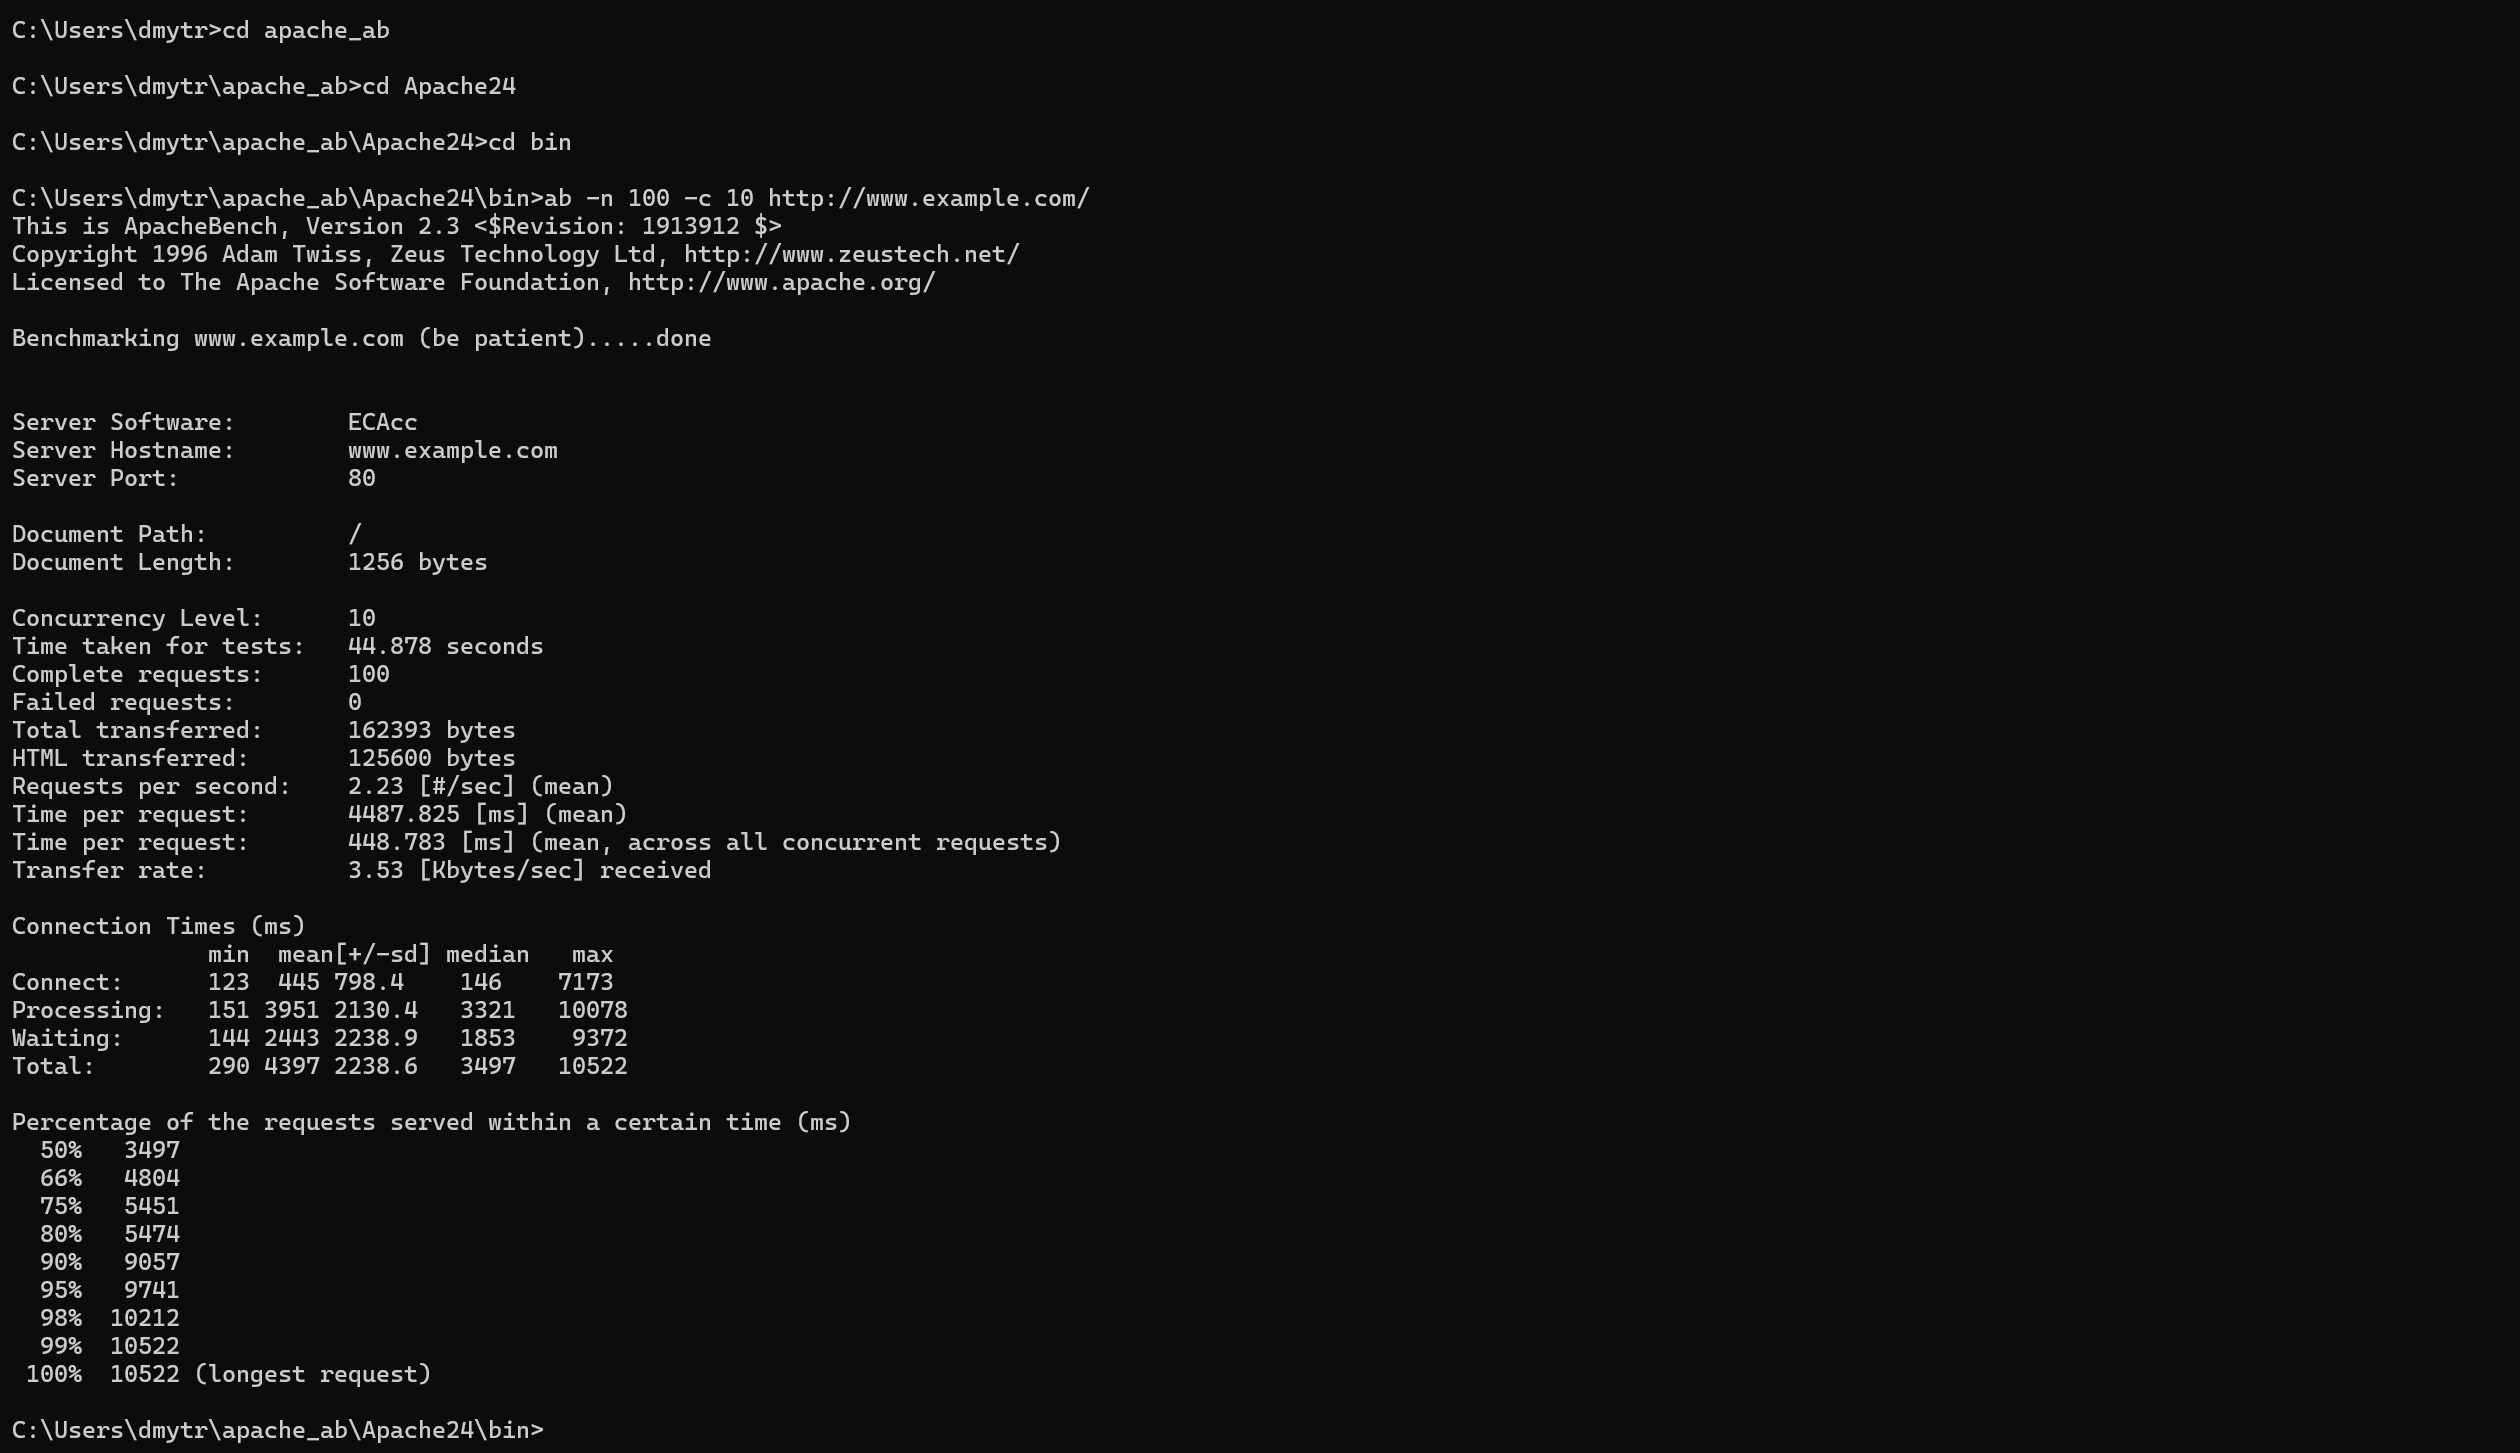 C:\Users\dmytr>cd apache_ab
C:\Users\dmytr\apache_ab>cd Apache24
C:\Users\dmytr\apache_ab\Apache24>cd bin
C:\Users\dmytr\apache_ab\Apache24\bin>ab -n 100 -c 10 http://www.example.com/
This is ApacheBench, Version 2.3 <$Revision: 1913912 $>
Copyright 1996 Adam Twiss, Zeus Technology Ltd, http://www.zeustech.net/
Licensed to The Apache Software Foundation, http://www.apache.org/
Benchmarking www.example.com (be patient).....done
Server Software:        ECAcc
Server Hostname:        www.example.com
Server Port:            80
Document Path:          /
Document Length:        1256 bytes
Concurrency Level:      10
Time taken for tests:   44.878 seconds
Complete requests:      100
Failed requests:        0
Total transferred:      162393 bytes
HTML transferred:       125600 bytes
Requests per second:    2.23 [#/sec] (mean)
Time per request:       4487.825 [ms] (mean)
Time per request:       448.783 [ms] (mean, across all concurrent requests)
Transfer rate:          3.53 [Kbytes/sec] received
Connection Times (ms)
              min  mean[+/-sd] median   max
Connect:      123  445 798.4    146    7173
Processing:   151 3951 2130.4   3321   10078
Waiting:      144 2443 2238.9   1853    9372
Total:        290 4397 2238.6   3497   10522
Percentage of the requests served within a certain time (ms)
  50%   3497
  66%   4804
  75%   5451
  80%   5474
  90%   9057
  95%   9741
  98%  10212
  99%  10522
 100%  10522 (longest request)
C:\Users\dmytr\apache_ab\Apache24\bin>